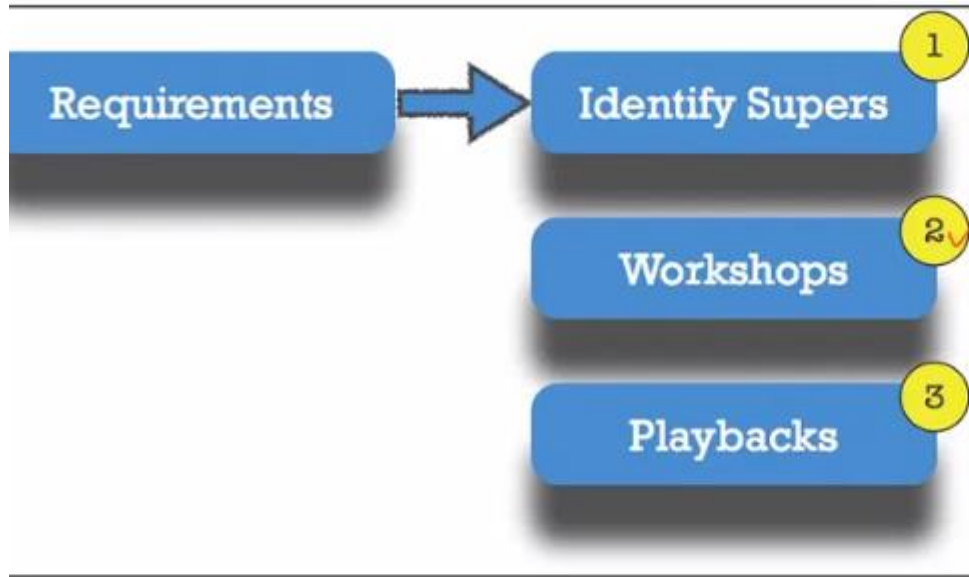 Requirements
1
Identify Supers
2
Workshops
3
Playbacks